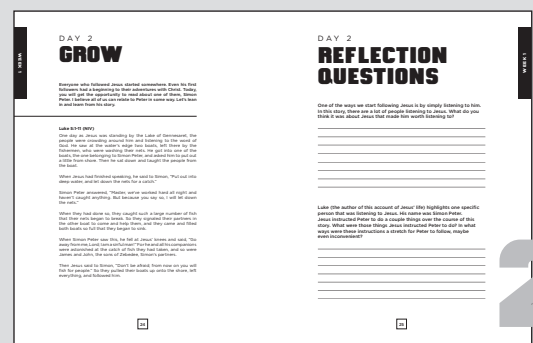 WEEK 1
DAY 2
GROW
Everyone who followed Jesus started somewhere. Even his first
followers had a beginning to their adventures with Christ. Today,
you will get the opportunity to read about one of them, Simon
Peter. I believe all of us can relate to Peter in some way. Let's lean
in and learn from his story.
Luke 5:1-11 (NIV)
One day as Jesus was standing by the Lake of Gennesaret, the
people were crowding around him and listening to the word of
God. He saw at the water's edge two boats, left there by the
fishermen, who were washing their nets. He got into one of the
boats, the one belonging to Simon Peter, and asked him to put out
a little from shore. Then he sat down and taught the people from
the boat.
When Jesus had finished speaking, he said to Simon, "Put out into
deep water, and let down the nets for a catch."
Simon Peter answered, "Master, we've worked hard all night and
haven't caught anything. But because you say so, I will let down
the nets."
When they had done so, they caught such a large number of fish
that their nets began to break. So they signaled their partners in
the other boat to come and help them, and they came and filled
both boats so full that they began to sink.
When Simon Peter saw this, he fell at Jesus' knees and said, "Go
away from me, Lord; I am a sinful man!" For he and all his companions
were astonished at the catch of fish they had taken, and so were
James and John, the sons of Zebedee, Simon's partners.
Then Jesus said to Simon, "Don't be afraid; from now on you will
fish for people." So they pulled their boats up onto the shore, left
everything, and followed him.
24
DAY 2
REFLECTION
QUESTIONS
One of the ways we start following Jesus is by simply listening to him.
In this story, there are a lot of people listening to Jesus. What do you
think it was about Jesus that made him worth listening to?
Luke (the author of this account of Jesus' life) highlights one specific
person that was listening to Jesus. His name was Simon Peter.
Jesus instructed Peter to do a couple things over the course of this
story. What were those things Jesus instructed Peter to do? In what
ways were these instructions a stretch for Peter to follow, maybe
even inconvenient?
25
WEEK 1
2